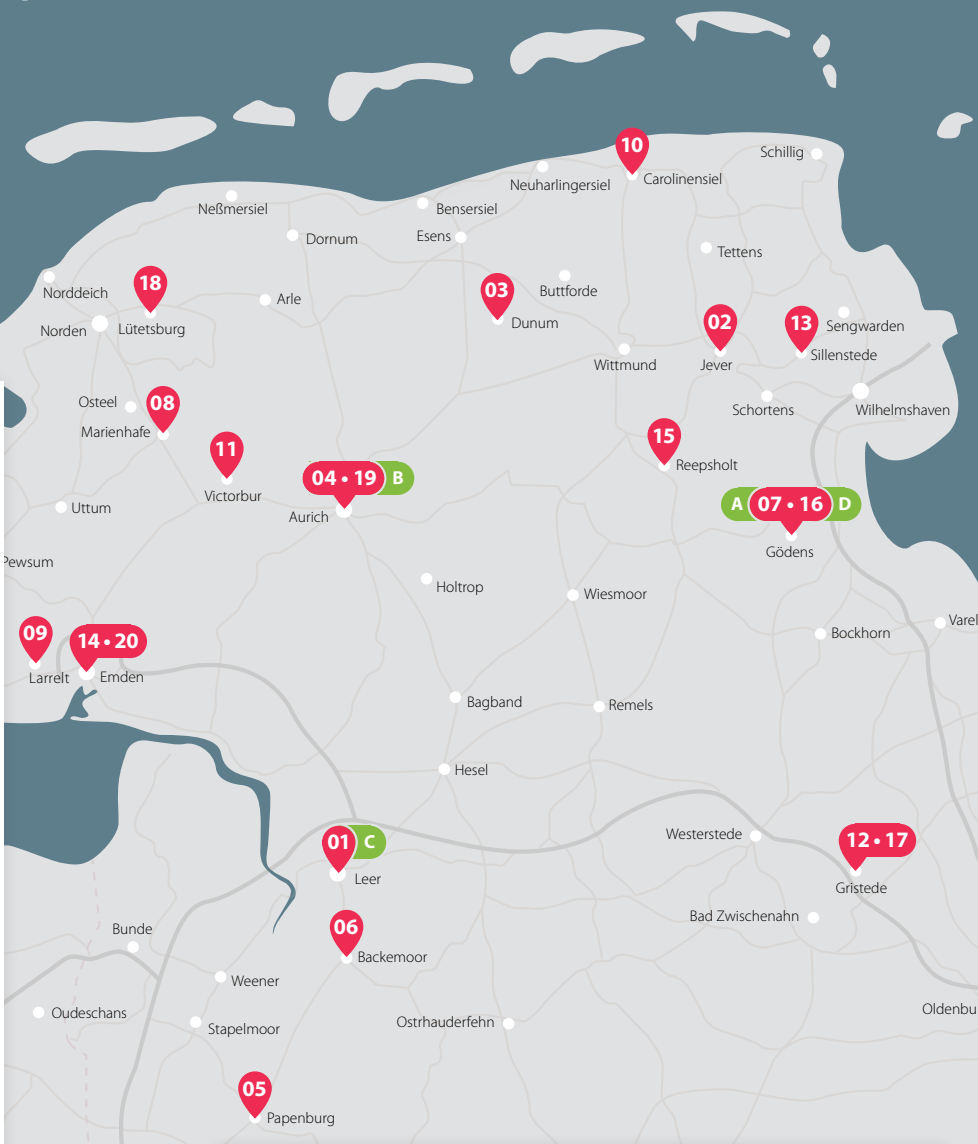 10
Schillig
Carolinensiel
Neuharlingersiel
Neßmersiel
Bensersiel
Esens
Dornum
Tettens
18
03
Norddeich
Arle
Buttforde
02
13
Norden
Lütetsburg
Dunum
Sengwarden
Wittmund
Jever
Sillenstede
08
Osteel
Marienhafe
Schortens
Wilhelmshaven
11
15
Reepsholt
04 • 19 B
Victorbur
Aurich
Uttum
A 07 • 16 D
Gödens
Pewsum
Holtrop
Wiesmoor
09
14 • 20
Bockhorn
Varel
Larrelt
Emden
Bagband
Remels
Hesel
01 C
Leer
Westerstede
12 • 17
Gristede
06
Bad Zwischenahn
Bunde
Backemoor
Weener
Oudeschans
Stapelmoor
Ostrhauderfehn
Oldenbu
05
Papenburg